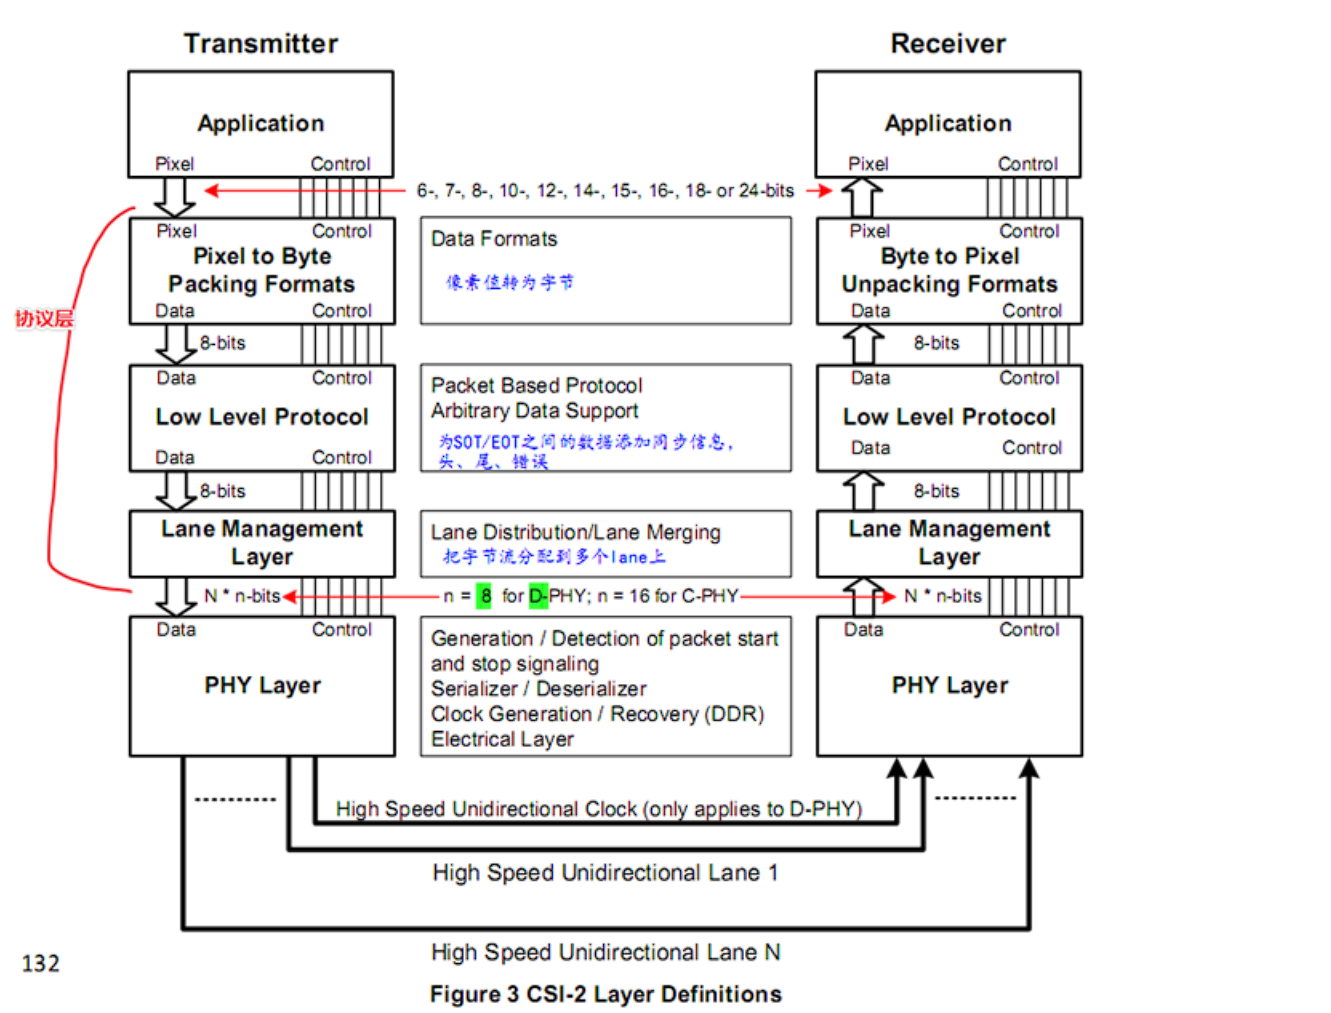 Transmitter
Receiver
Application
Application
Pixel
Control
Pixel
Control
6-, 7-, 8-, 10-, 12-, 14-, 15-, 16-, 18- or 24-bits
Pixel
Control
Pixel to Byte
Packing Formats
Data
Control
Data Formats
像素值转为字节
Pixel
Control
Byte to Pixel
Unpacking Formats
Data
Control
协议层
8-bits
8-bits
Data
Control
Low Level Protocol
Data
Control
Packet Based Protocol
Arbitrary Data Support
为SOT/EOT之间的数据添加同步信息，
头、尾、错误
Data
Control
Low Level Protocol
Data
Control
8-bits
8-bits
Lane Management
Layer
Lane Distribution/Lane Merging
把字节流分配到多个lane上
Lane Management
Layer
N * n-bits
n = 8 for D-PHY; n = 16 for C-PHY
N * n-bits
Data
Control
PHY Layer
Generation / Detection of packet start
and stop signaling
Serializer / Deserializer
Clock Generation / Recovery (DDR)
Electrical Layer
Data
Control
PHY Layer
High Speed Unidirectional Clock (only applies to D-PHY)
High Speed Unidirectional Lane 1
High Speed Unidirectional Lane N
132
Figure 3 CSI-2 Layer Definitions